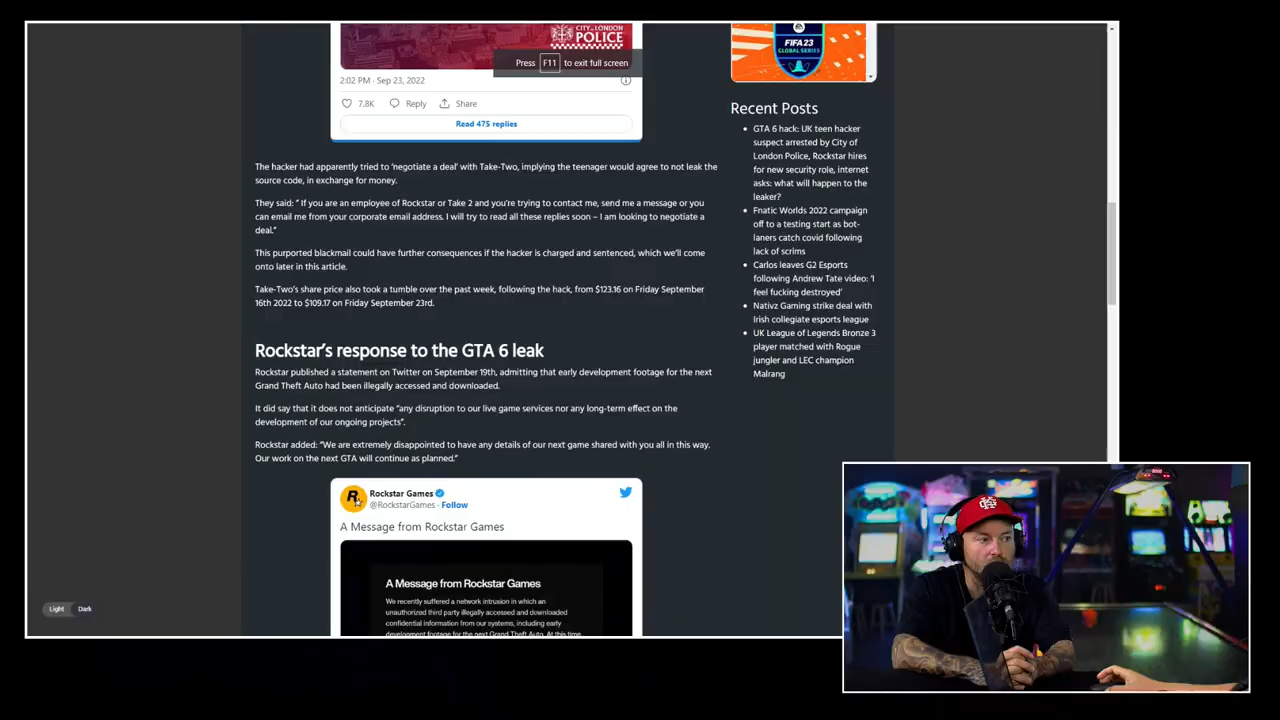 CITY of LONDON
POLICE
Press F11 to exit full screen
2:02 PM · Sep 23, 2022
7.8K Reply Share
Read 475 replies
The hacker had apparently tried to 'negotiate a deal' with Take-Two, implying the teenager would agree to not leak the
source code, in exchange for money.
They said: " If you are an employee of Rockstar or Take 2 and you're trying to contact me, send me a message or you
can email me from your corporate email address. I will try to read all these replies soon – I am looking to negotiate a
deal."
This purported blackmail could have further consequences if the hacker is charged and sentenced, which we'll come
onto later in this article.
Take-Two's share price also took a tumble over the past week, following the hack, from $123.16 on Friday September
16th 2022 to $109.17 on Friday September 23rd.
Rockstar's response to the GTA 6 leak
Rockstar published a statement on Twitter on September 19th, admitting that early development footage for the next
Grand Theft Auto had been illegally accessed and downloaded.
It did say that it does not anticipate "any disruption to our live game services nor any long-term effect on the
development of our ongoing projects".
Rockstar added: "We are extremely disappointed to have any details of our next game shared with you all in this way.
Our work on the next GTA will continue as planned."
R
Rockstar Games
@RockstarGames · Follow
A Message from Rockstar Games
A Message from Rockstar Games
We recently suffered a network intrusion in which an
unauthorized third party illegally accessed and downloaded
confidential information from our systems, including early
development footage for the next Grand Theft Auto. At this time,
Light Dark
FIFA 23
GLOBAL SERIES
Recent Posts
GTA 6 hack: UK teen hacker
suspect arrested by City of
London Police, Rockstar hires
for new security role, internet
asks: what will happen to the
leaker?
Fnatic Worlds 2022 campaign
off to a testing start as bot-
laners catch covid following
lack of scrims
Carlos leaves G2 Esports
following Andrew Tate video: 'I
feel fucking destroyed'
Nativz Gaming strike deal with
Irish collegiate esports league
UK League of Legends Bronze 3
player matched with Rogue
jungler and LEC champion
Malrang